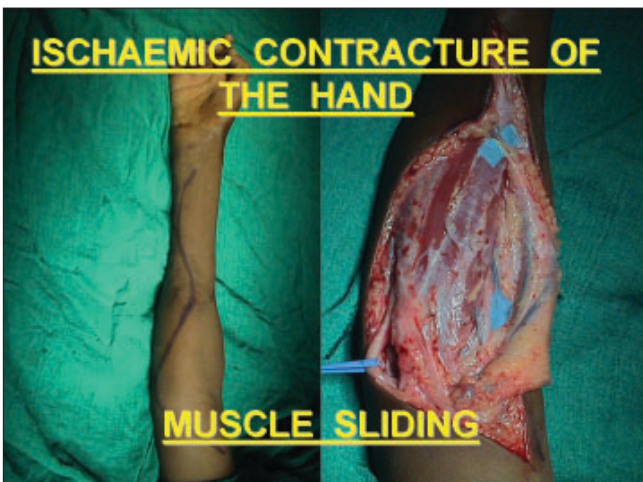 ISCHAEMIC CONTRACTURE OF
THE HAND
MUSCLE SLIDING